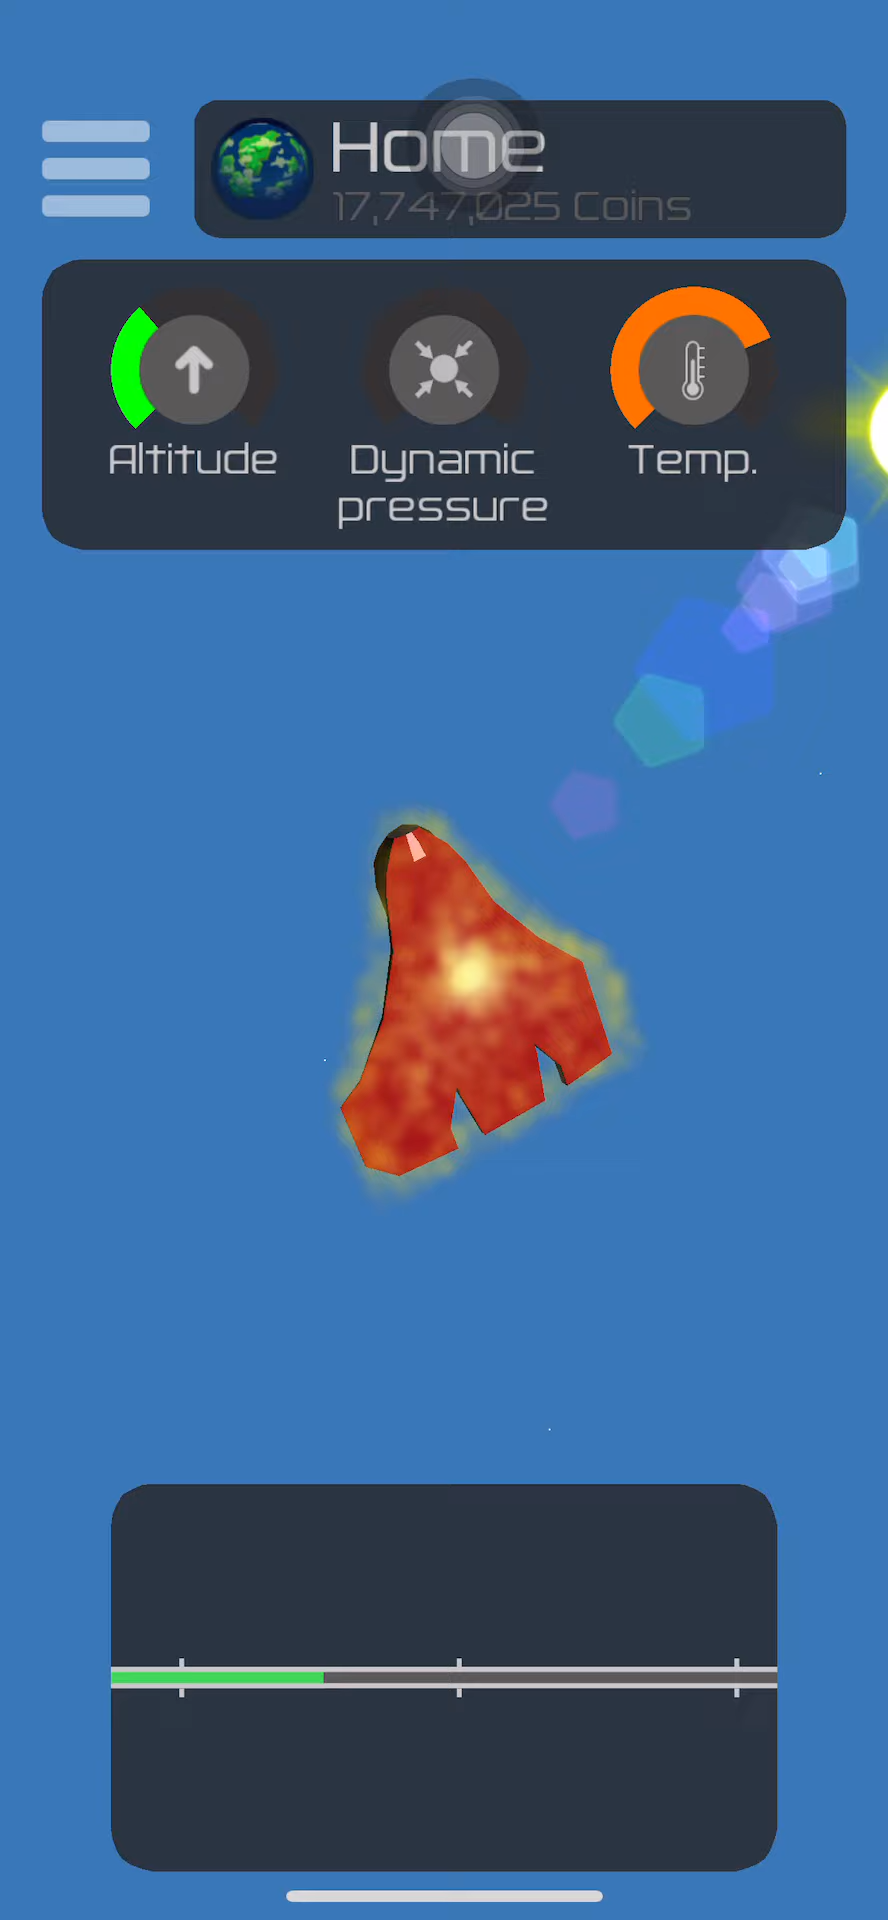 Home
17,747,025 Coins
Altitude
Dynamic
pressure
Temp.